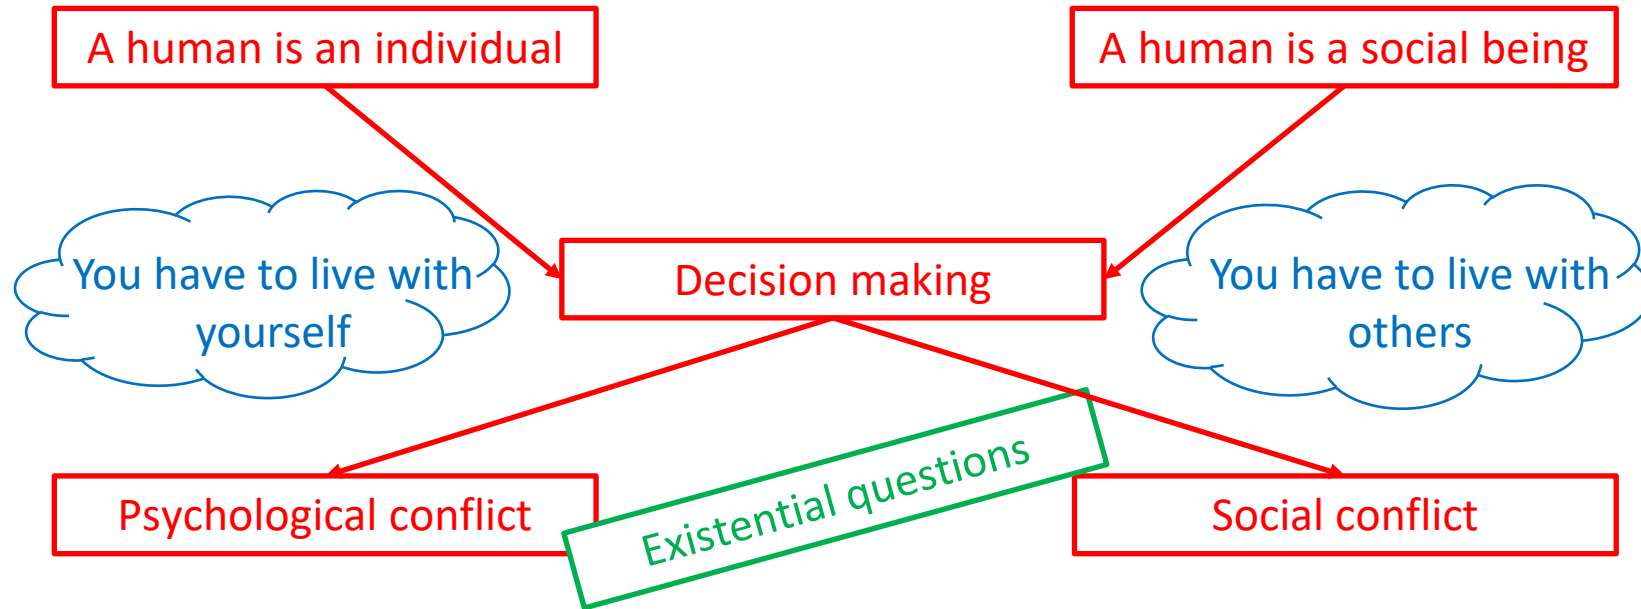 A human is an individual
A human is a social being
You have to live with
yourself
Decision making
You have to live with
others
Psychological conflict
Existential questions
Social conflict